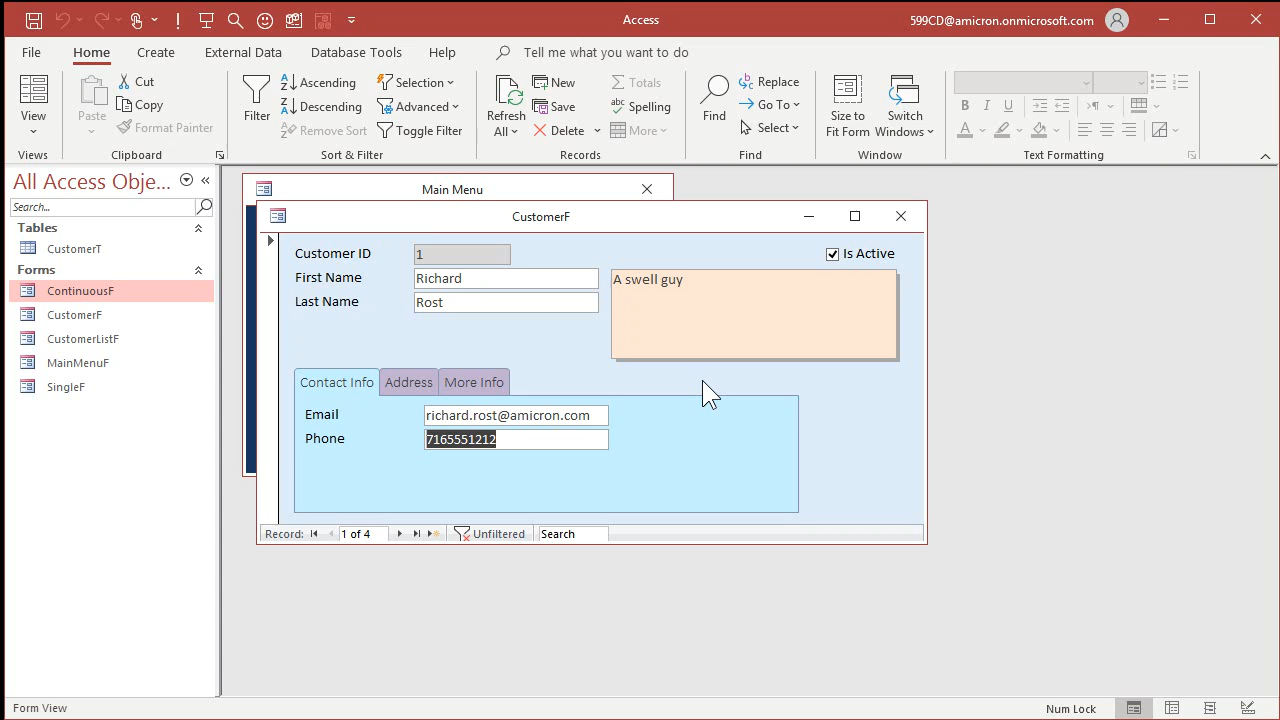 Access
599CD@amicron.onmicrosoft.com
File Home Create External Data Database Tools Help Tell me what you want to do
View
Views
Paste
Cut
Copy
Format Painter
Clipboard
Filter
Ascending
Descending
Remove Sort
Selection
Advanced
Toggle Filter
Sort & Filter
Refresh
All
New
Save
Delete
Totals
Spelling
More
Records
Find
Replace
Go To
Select
Find
Size to
Fit Form
Switch
Windows
Window
B I U
A
Text Formatting
All Access Obje...
Search...
Tables
CustomerT
Forms
ContinuousF
CustomerF
CustomerListF
MainMenuF
SingleF
Main Menu
CustomerF
Customer ID 1
Is Active
First Name Richard
Last Name Rost
A swell guy
Contact Info Address More Info
Email richard.rost@amicron.com
Phone 7165551212
Record: 1 of 4 Unfiltered Search
Form View
Num Lock